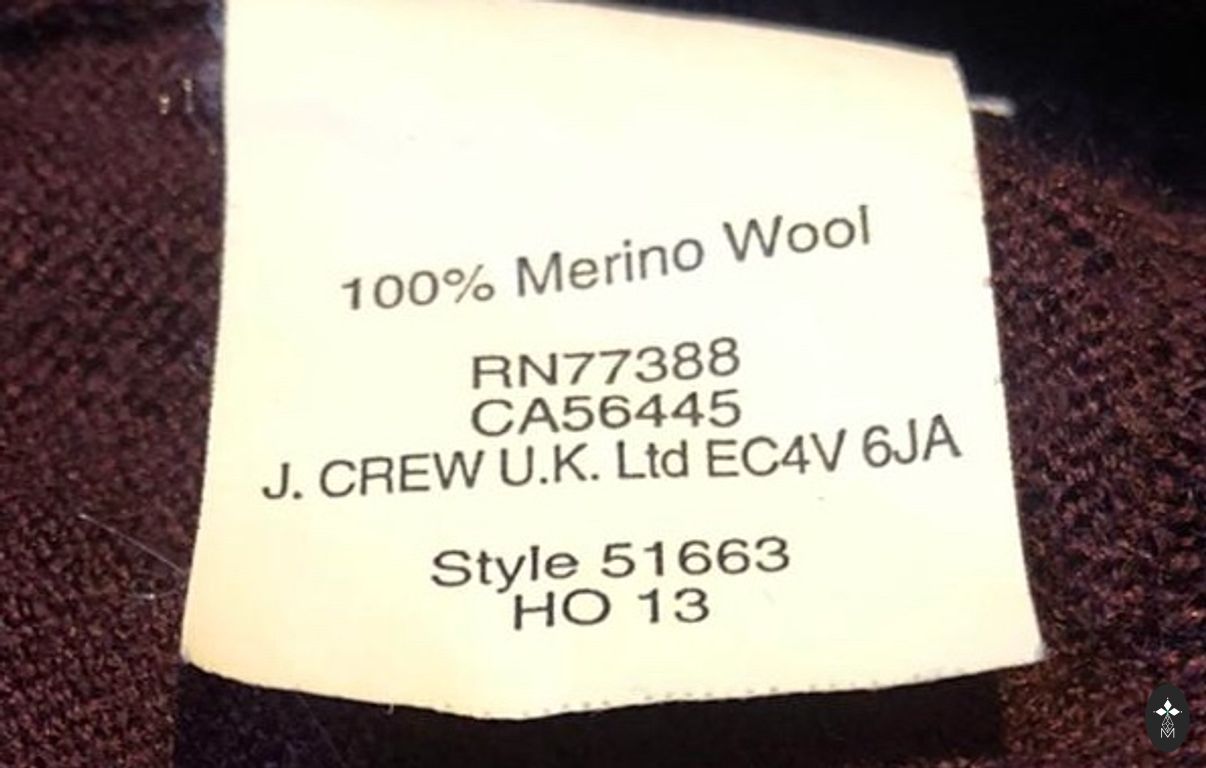 100% Merino Wool
RN77388
CA56445
J. CREW U.K. Ltd EC4V 6JA
Style 51663
HO 13
M